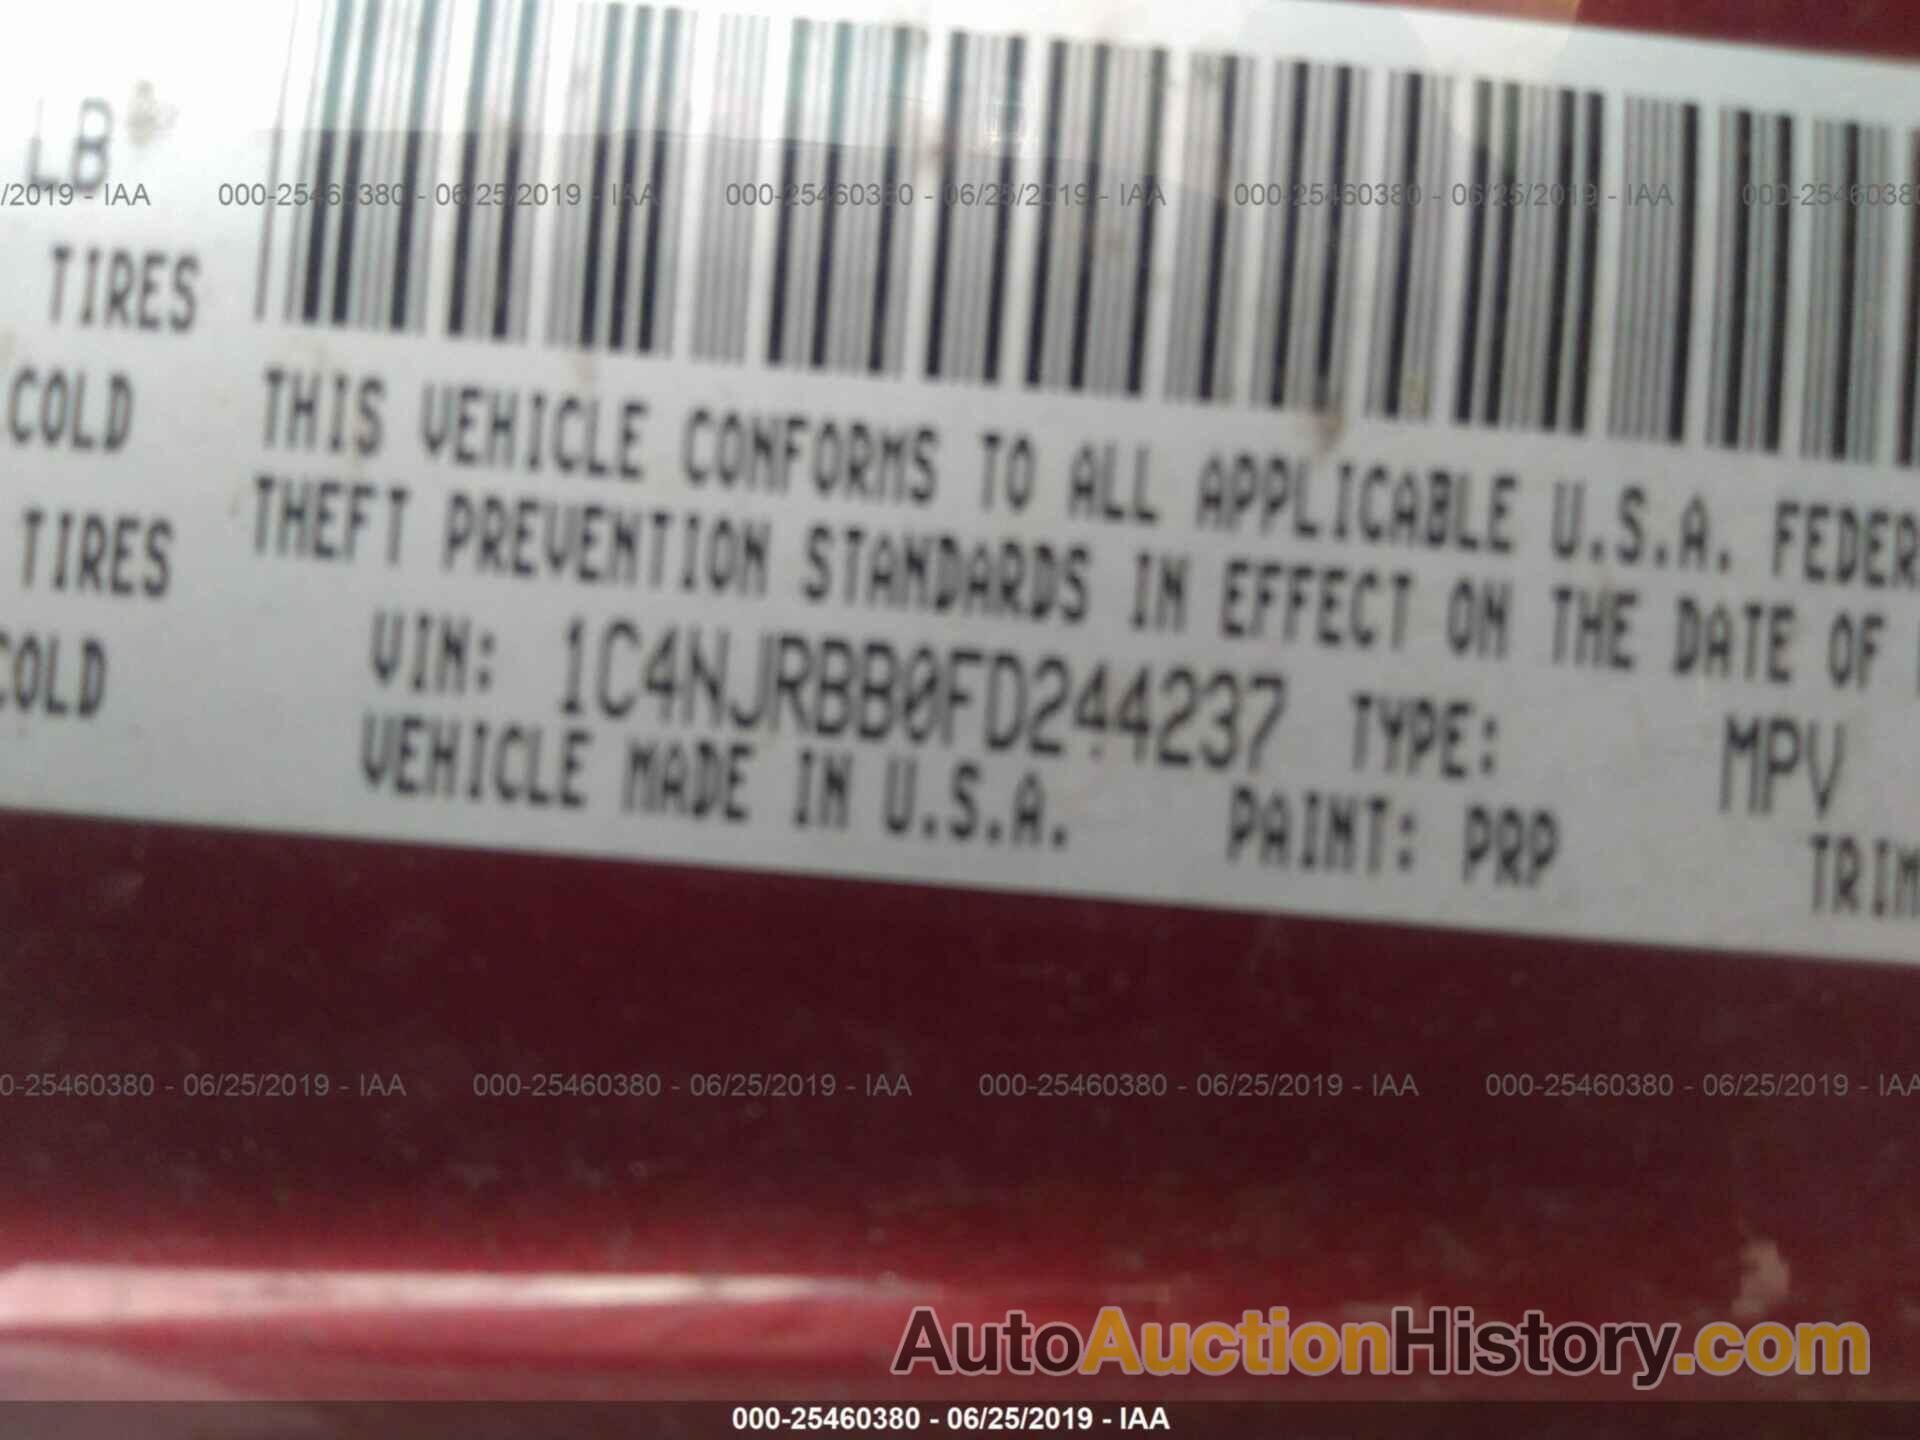 LB
/2019 - IAA 000-25460380 - 06/25/2019 - IAA 000-25460380 - 06/25/2019 - IAA 000-25460380 - 06/25/2019 - IAA 000-25460380
TIRES
COLD
THIS VEHICLE CONFORMS TO ALL APPLICABLE U.S.A. FEDER
TIRES
THEFT PREVENTION STANDARDS IN EFFECT ON THE DATE OF
COLD
VIN: 1C4NJRBB0FD244237 TYPE: MPV
VEHICLE MADE IN U.S.A. PAINT: PRP TRIM
0-25460380 - 06/25/2019 - IAA 000-25460380 - 06/25/2019 - IAA 000-25460380 - 06/25/2019 - IAA 000-25460380 - 06/25/2019 - IAA
AutoAuctionHistory.com
000-25460380 - 06/25/2019 - IAA